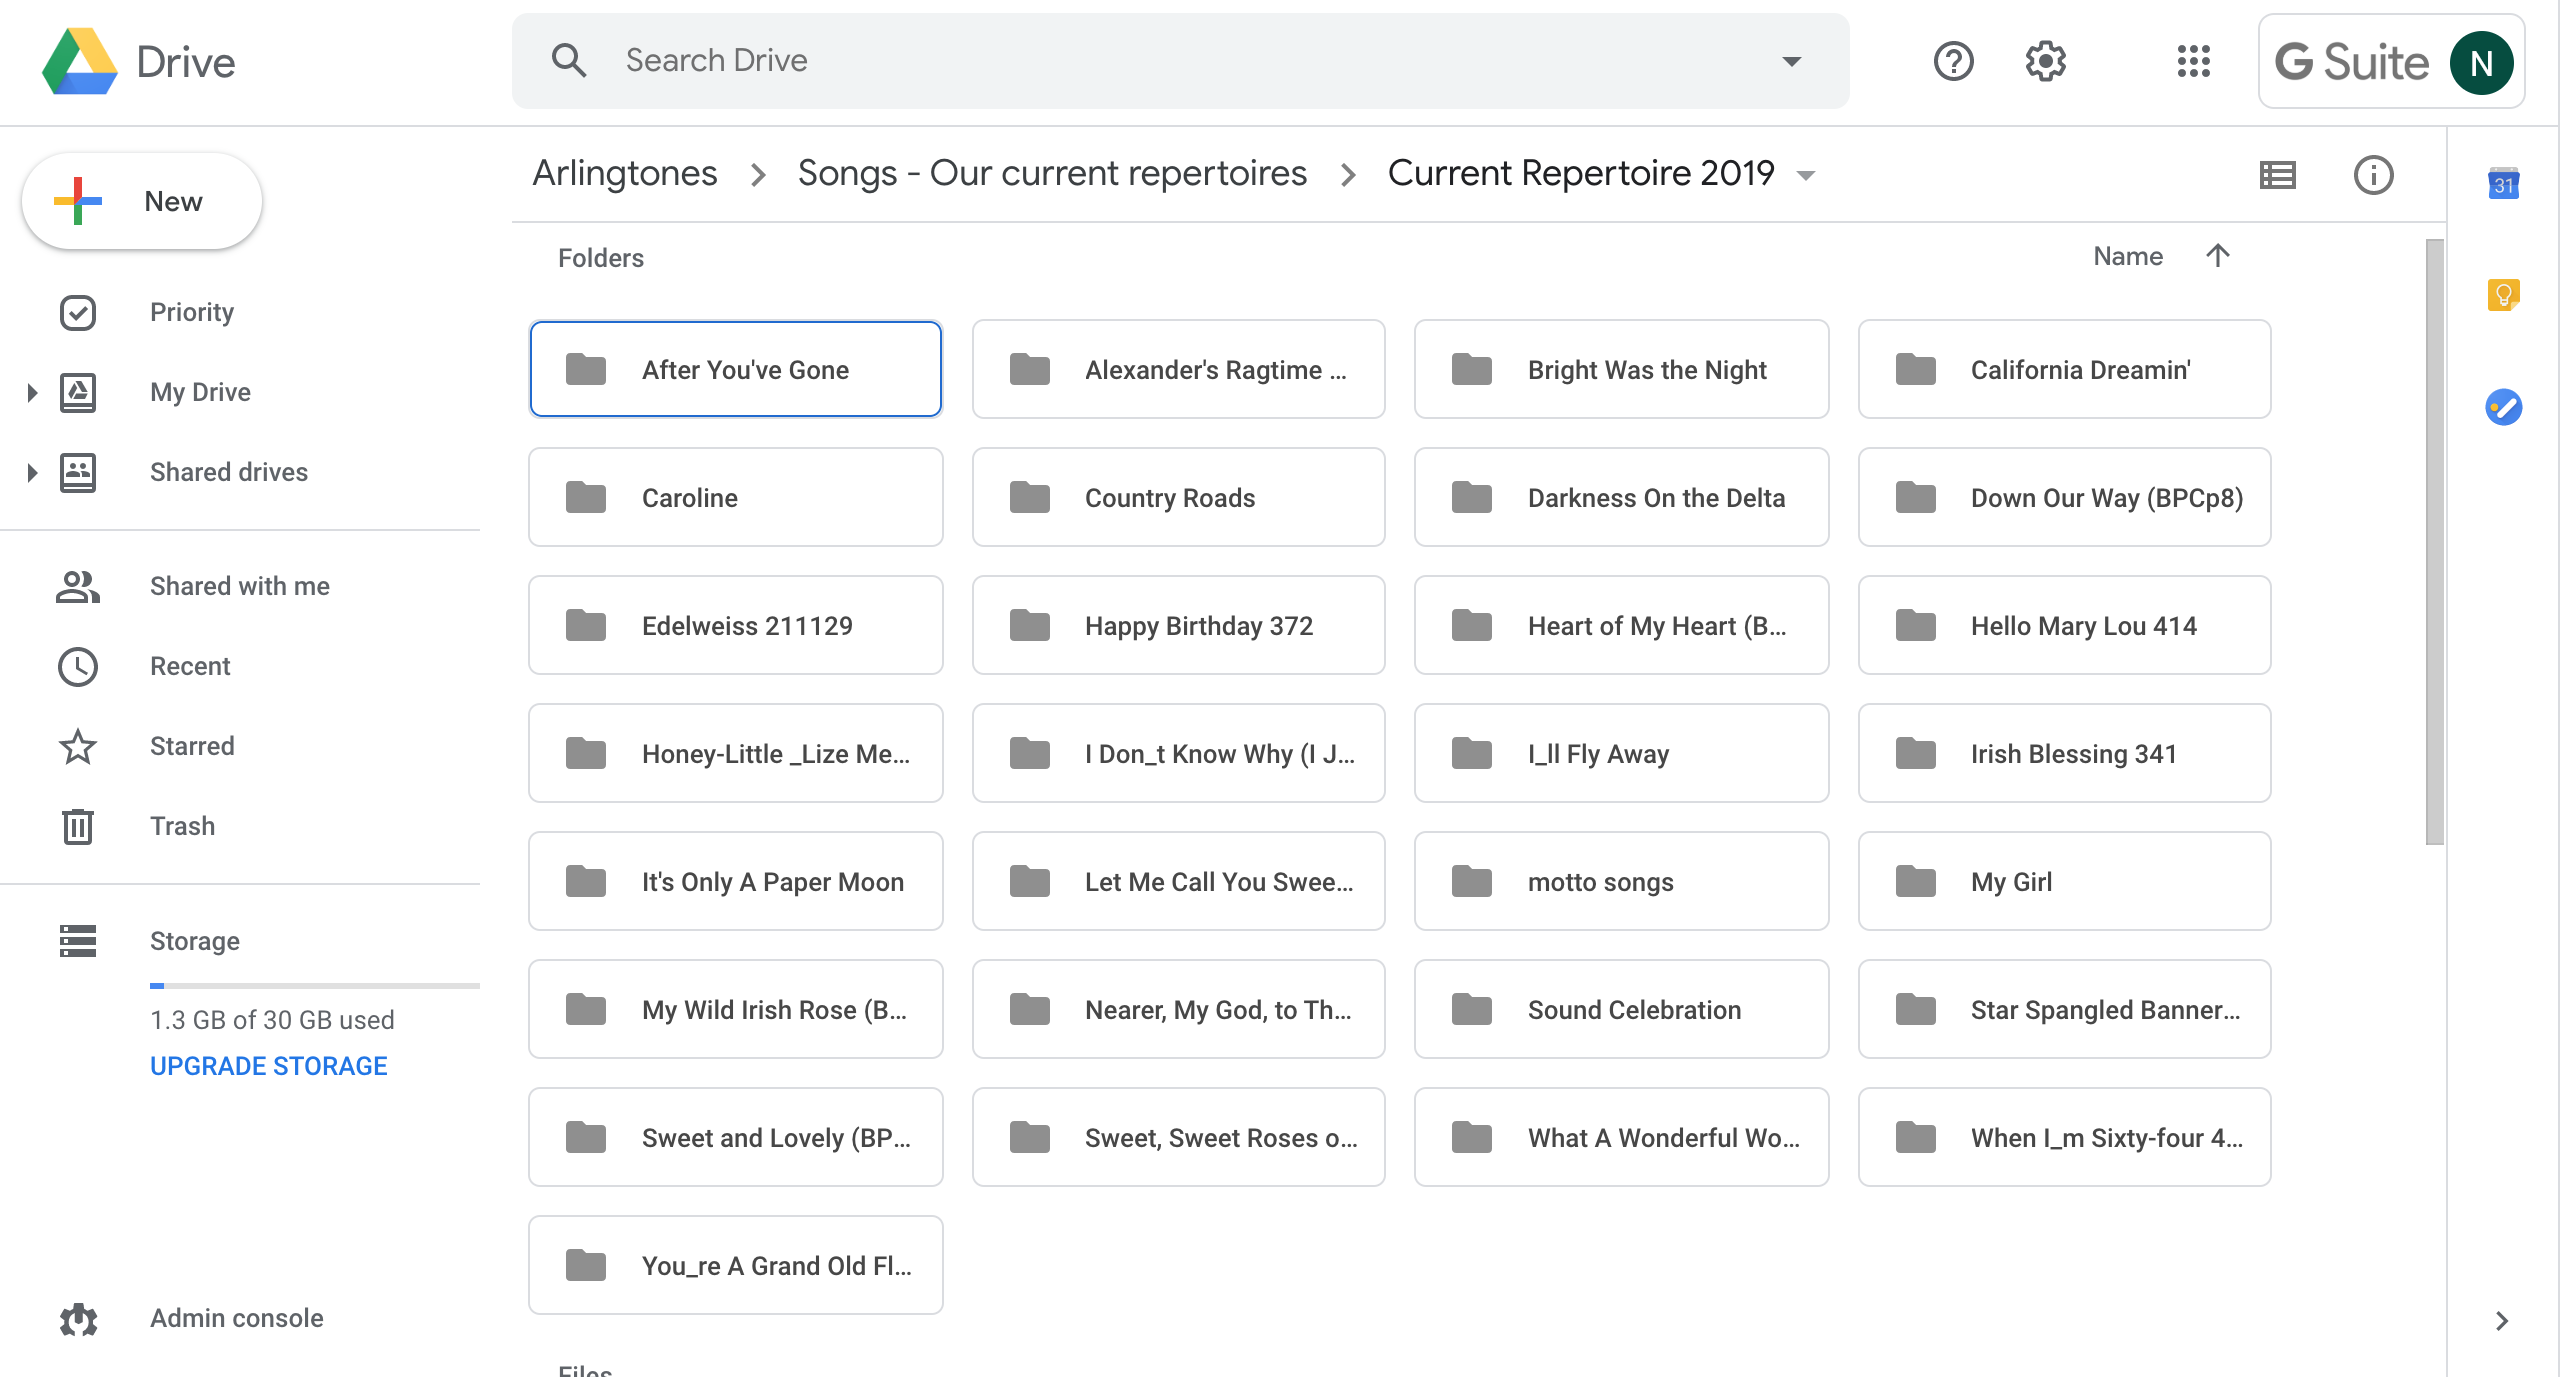 Drive
Search Drive
G Suite
N
New
Priority
My Drive
Shared drives
Shared with me
Recent
Starred
Trash
Storage
1.3 GB of 30 GB used
UPGRADE STORAGE
Admin console
Arlingtones > Songs - Our current repertoires > Current Repertoire 2019
31
Folders
Name
After You've Gone
Alexander's Ragtime ...
Bright Was the Night
California Dreamin'
Caroline
Country Roads
Darkness On the Delta
Down Our Way (BPCp8)
Edelweiss 211129
Happy Birthday 372
Heart of My Heart (B...
Hello Mary Lou 414
Honey-Little _Lize Me...
I Don_t Know Why (I J...
I_ll Fly Away
Irish Blessing 341
It's Only A Paper Moon
Let Me Call You Swee...
motto songs
My Girl
My Wild Irish Rose (B...
Nearer, My God, to Th...
Sound Celebration
Star Spangled Banner...
Sweet and Lovely (BP...
Sweet, Sweet Roses o...
What A Wonderful Wo...
When I_m Sixty-four 4...
You_re A Grand Old Fl...
Files